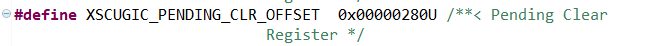 #define XSCUGIC_PENDING_CLR_OFFSET  0x00000280U /**< Pending Clear
Register */